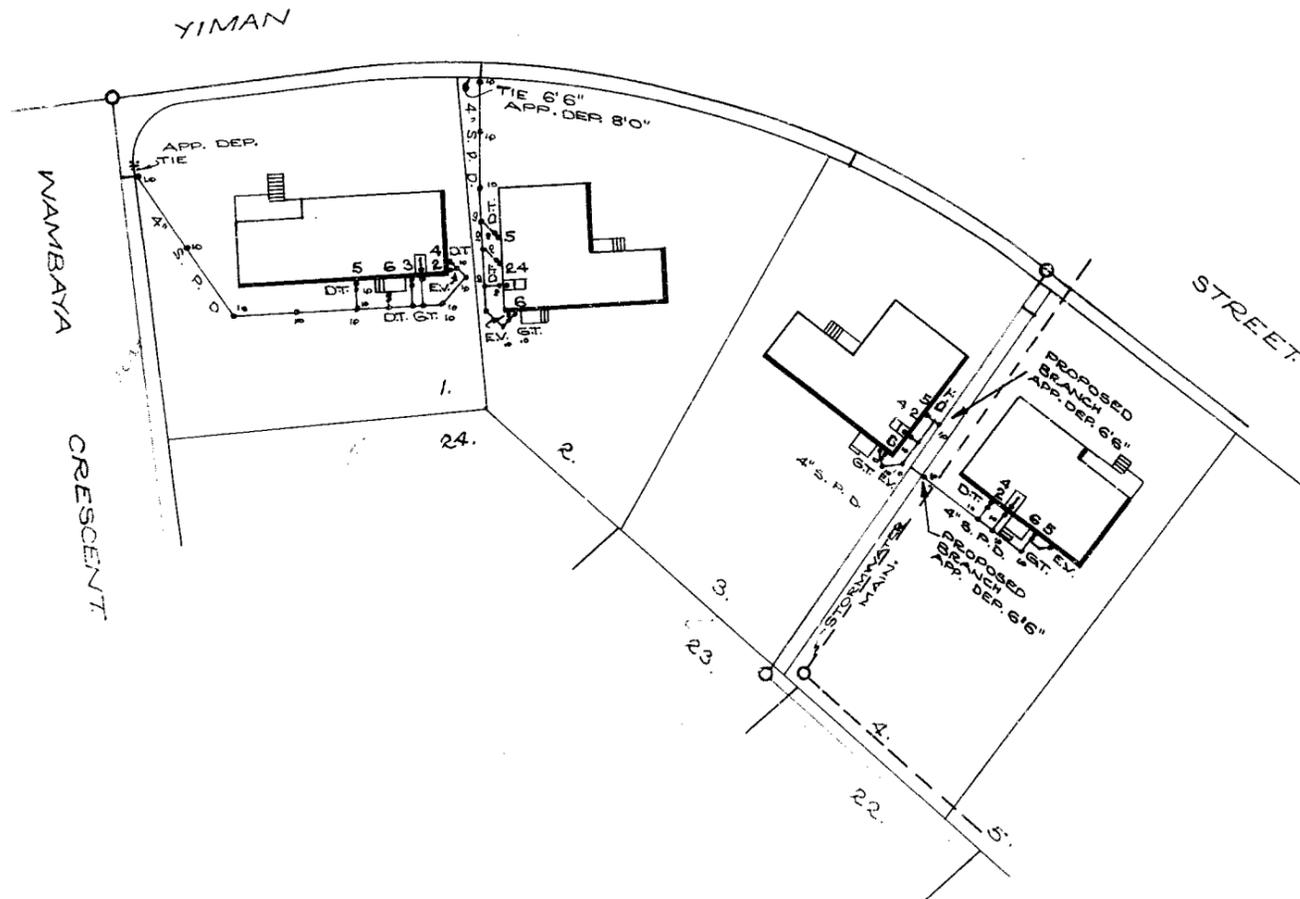 YIMAN
STREET.
WAMBAYA
CRESCENT.
APP. DEP.
TIE
4" S. P. D.
TIE 6'6"
APP. DEP. 8'0"
4" S. P. D.
5 6 3 4
2
D.T.
D.T.
E.V.
D.T. G.T.
D.T.
5
24
D.T.
6
E.V. G.T.
1.
24.
2.
3.
23.
4.
22.
5.
PROPOSED
BRANCH
APP. DEP. 6'6"
5
D.T.
4 2
G.T. E.V.
4" S. P. D.
STORMWATER
MAIN.
D.T.
4
2
6 5
4" S. P. D.
G.T.
E.V.
PROPOSED
BRANCH
APP. DEP. 6'6"